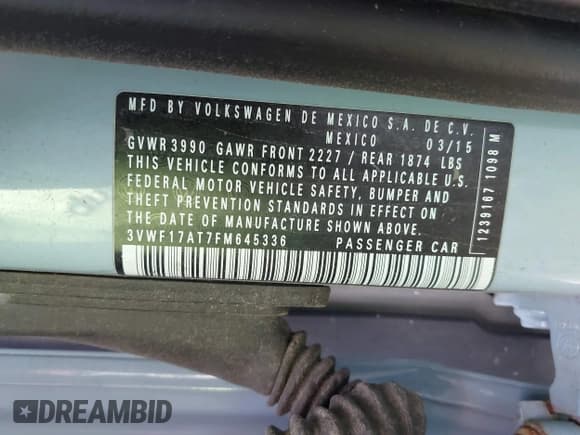 MFD BY VOLKSWAGEN DE MEXICO S.A. DE C.V.
MEXICO 03/15
GVWR 3990 GAWR FRONT 2227 / REAR 1874 LBS
THIS VEHICLE CONFORMS TO ALL APPLICABLE U.S.
FEDERAL MOTOR VEHICLE SAFETY, BUMPER AND
THEFT PREVENTION STANDARDS IN EFFECT ON
THE DATE OF MANUFACTURE SHOWN ABOVE.
3VWF17AT7FM645336 PASSENGER CAR
1239167 1098 M
DREAMBID